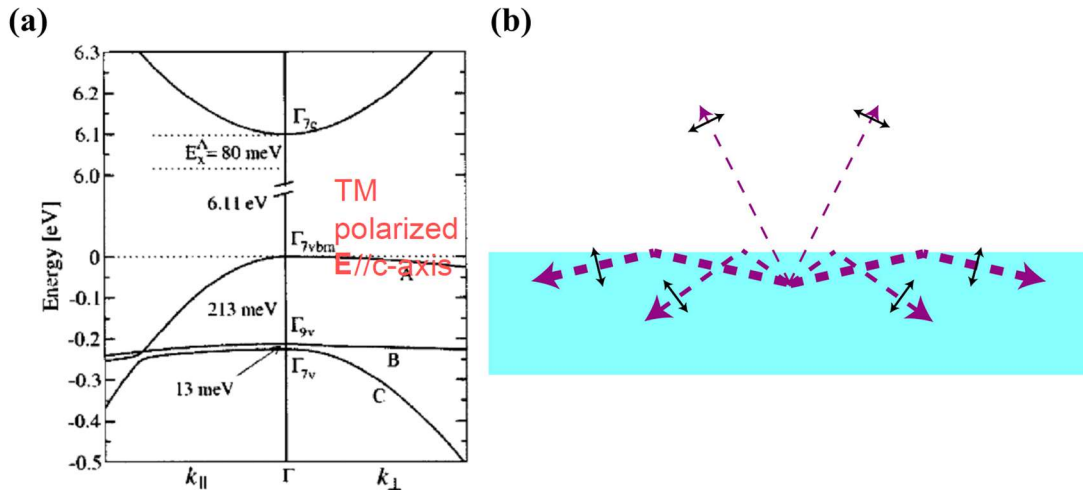 (a)
(b)
6.3
6.2
6.1
6.0
0
-0.1
-0.2
-0.3
-0.4
-0.5
Energy [eV]
Γ7c
E_x^A = 80 meV
6.11 eV
TM
polarized
E//c-axis
Γ7vbm
A
213 meV
Γ9v
B
13 meV
Γ7v
C
k∥
Γ
k⊥